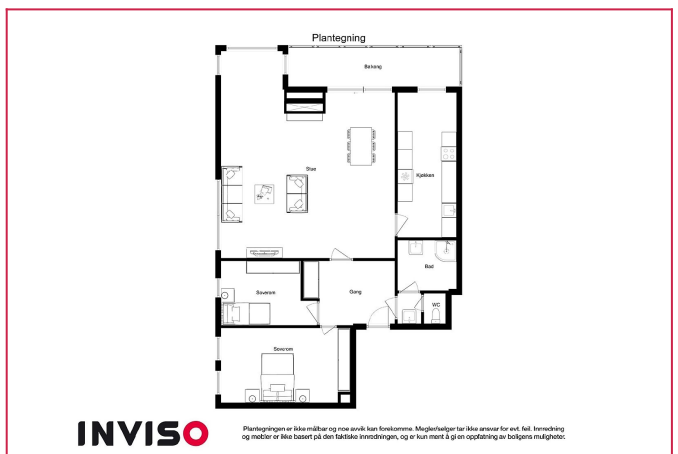 Plantegning
Balkong
Stue
Kjøkken
Bad
Soverom
Gang
WC
Soverom
INVISO
Plantegningen er ikke målbar og noe avvik kan forekomme. Megler/selger tar ikke ansvar for evt. feil. Innredning
og møbler er ikke basert på den faktiske innredningen, og er kun ment å gi en oppfatning av boligens muligheter.